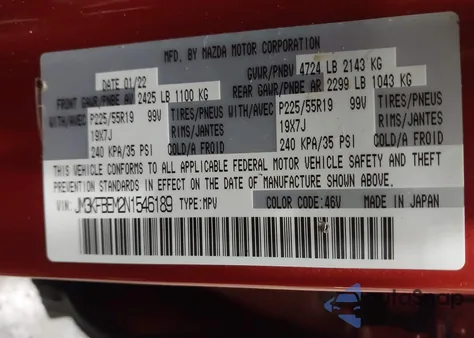 MFD. BY MAZDA MOTOR CORPORATION
DATE 01/22 GVWR/PNBV 4724 LB 2143 KG
FRONT GAWR/PNBE AV 2425 LB 1100 KG REAR GAWR/PNBE AR 2299 LB 1043 KG
WITH/AVEC P225/55R19 99V TIRES/PNEUS WITH/AVEC P225/55R19 99V TIRES/PNEUS
19X7J RIMS/JANTES 19X7J RIMS/JANTES
240 KPA/35 PSI COLD/A FROID 240 KPA/35 PSI COLD/A FROID
THIS VEHICLE CONFORMS TO ALL APPLICABLE FEDERAL MOTOR VEHICLE SAFETY AND THEFT
PREVENTION STANDARDS IN EFFECT ON THE DATE OF MANUFACTURE SHOWN ABOVE.
VIN: JM3KFBEM2N1546189 TYPE:MPV COLOR CODE:46V MADE IN JAPAN
AutoSnap